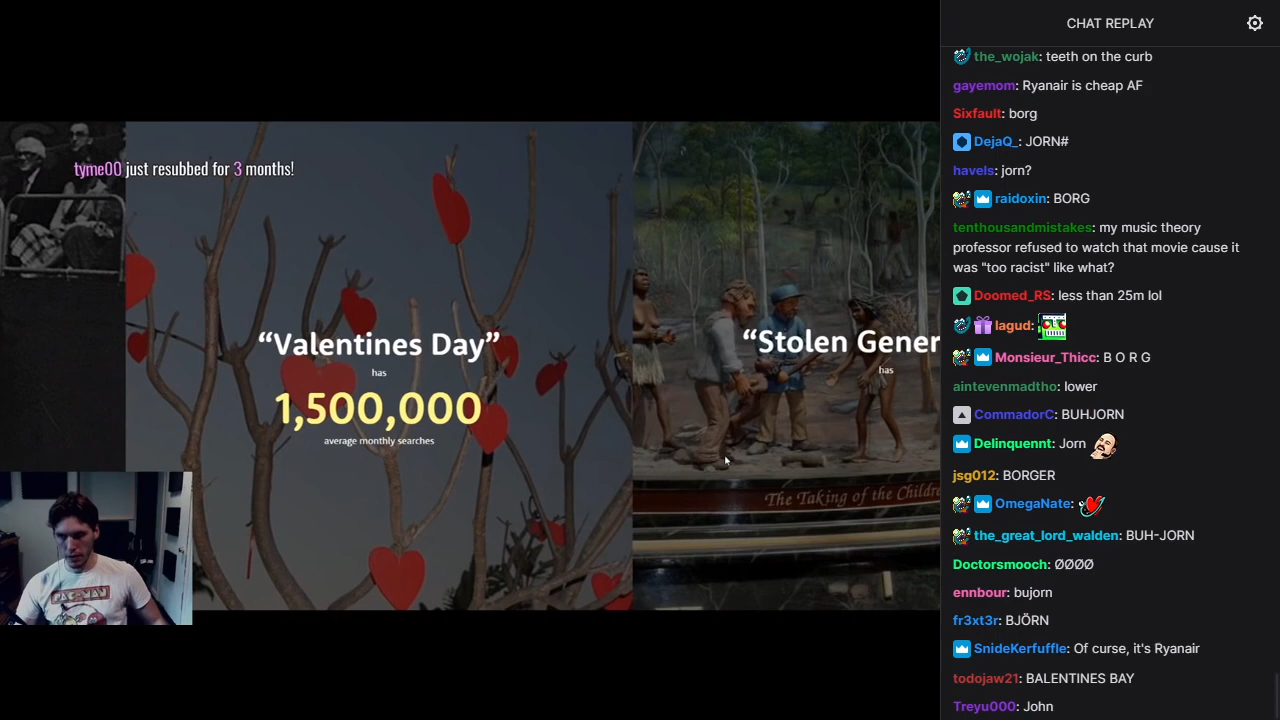 tyme00 just resubbed for 3 months!
“Valentines Day”
has
1,500,000
average monthly searches
“Stolen Gener
has
The Taking of the Childre
CHAT REPLAY
the_wojak: teeth on the curb
gayemom: Ryanair is cheap AF
Sixfault: borg
DejaQ_: JORN#
havels: jorn?
raidoxin: BORG
tenthousandmistakes: my music theory
professor refused to watch that movie cause it
was "too racist" like what?
Doomed_RS: less than 25m lol
lagud:
Monsieur_Thicc: B O R G
aintevenmadtho: lower
CommadorC: BUHJORN
Delinquennt: Jorn
jsg012: BORGER
OmegaNate:
the_great_lord_walden: BUH-JORN
Doctorsmooch: ØØØØ
ennbour: bujorn
fr3xt3r: BJÖRN
SnideKerfuffle: Of curse, it's Ryanair
todojaw21: BALENTINES BAY
Treyu000: John